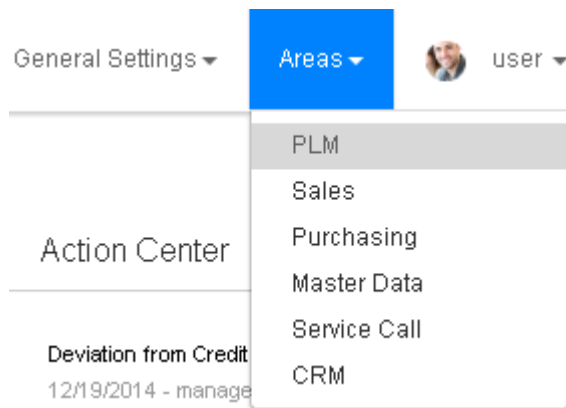 General Settings Areas user
PLM
Sales
Purchasing
Action Center
Master Data
Service Call
Deviation from Credit
CRM
12/19/2014 - manage